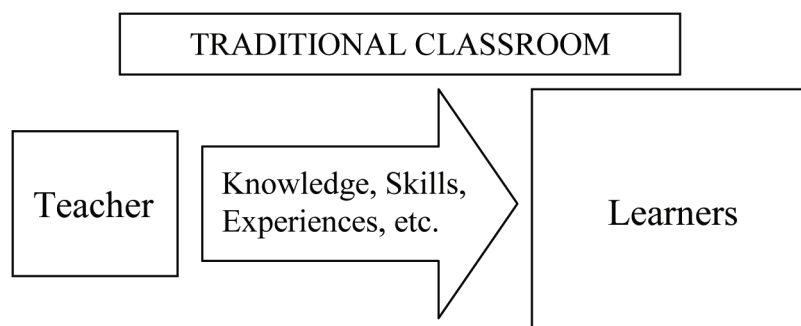 TRADITIONAL CLASSROOM
Teacher
Knowledge, Skills,
Experiences, etc.
Learners